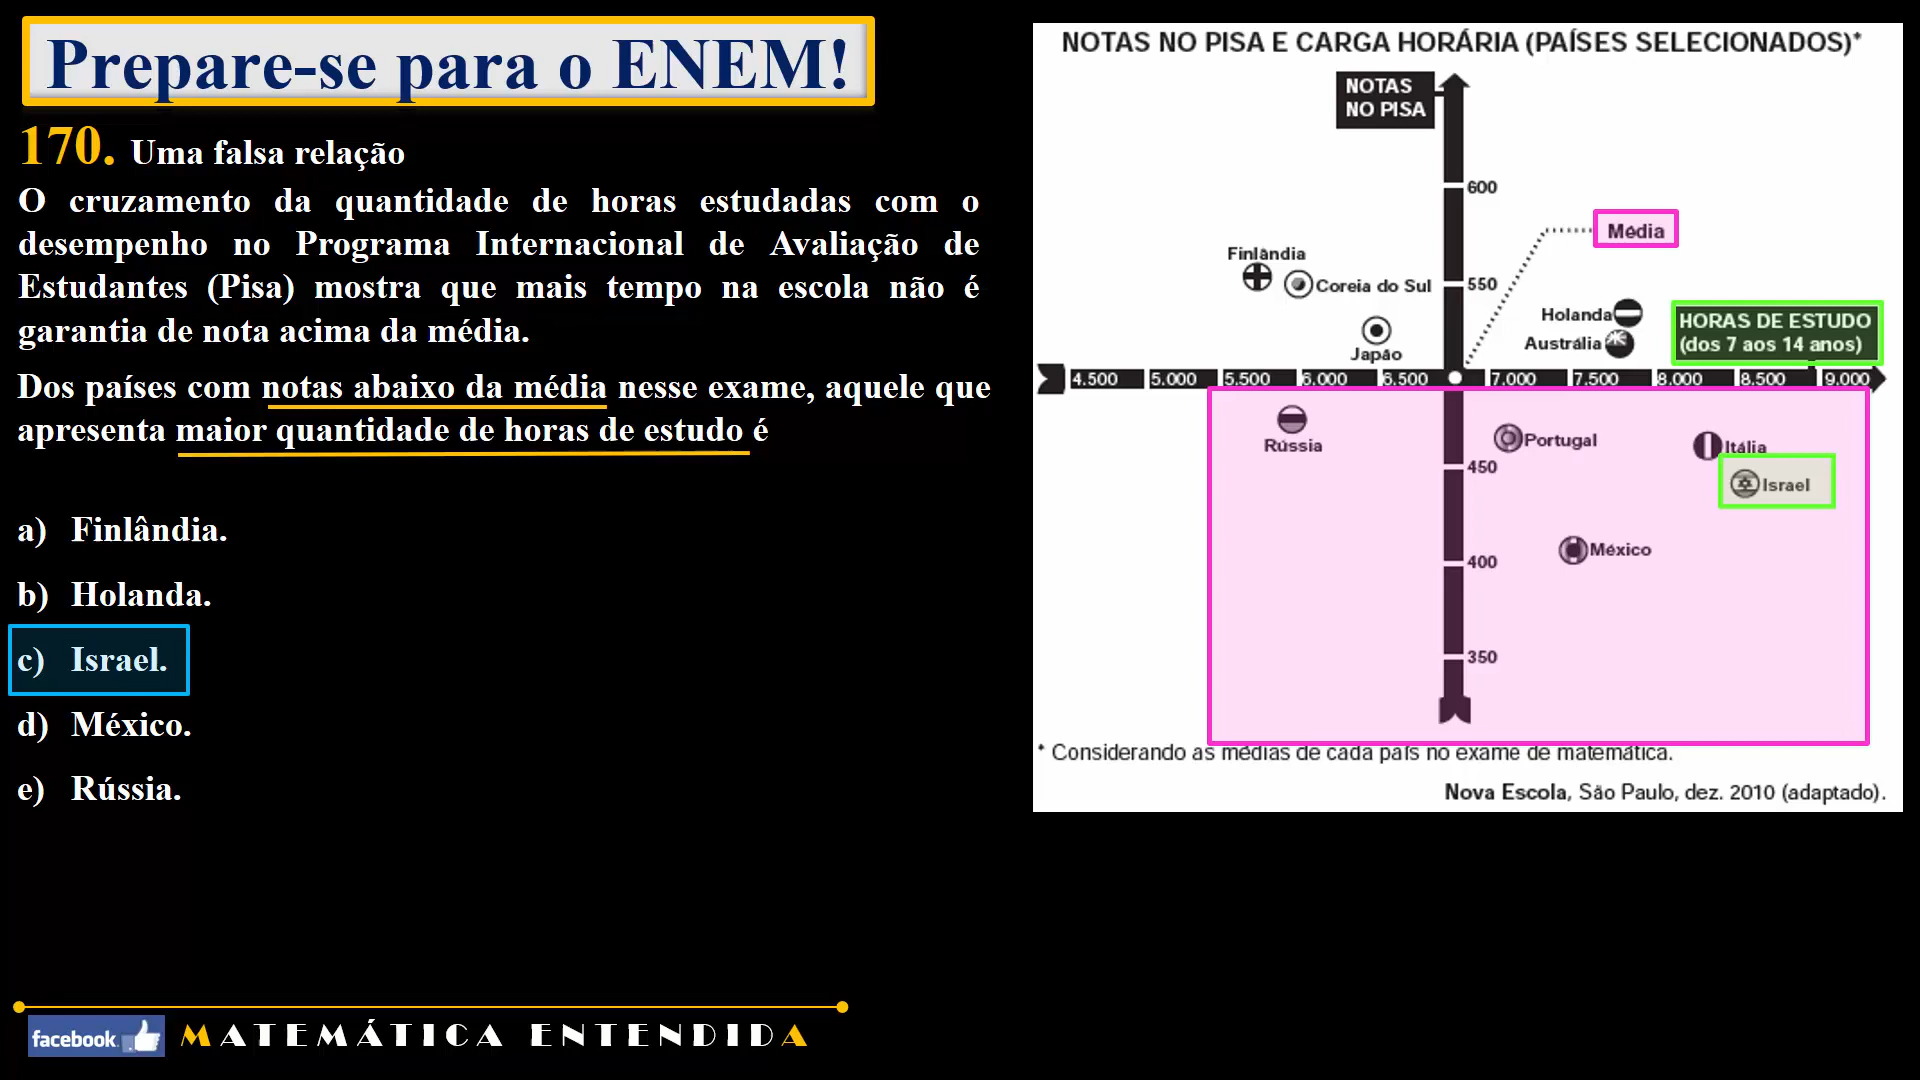 Prepare-se para o ENEM!
170. Uma falsa relação
O cruzamento da quantidade de horas estudadas com o
desempenho no Programa Internacional de Avaliação de
Estudantes (Pisa) mostra que mais tempo na escola não é
garantia de nota acima da média.
Dos países com notas abaixo da média nesse exame, aquele que
apresenta maior quantidade de horas de estudo é
a) Finlândia.
b) Holanda.
c) Israel.
d) México.
e) Rússia.
NOTAS NO PISA E CARGA HORÁRIA (PAÍSES SELECIONADOS)*
NOTAS
NO PISA
600
Média
Finlândia
Coreia do Sul
550
Holanda
Austrália
Japão
HORAS DE ESTUDO
(dos 7 aos 14 anos)
4.500 5.000 5.500 6.000 6.500 7.000 7.500 8.000 8.500 9.000
Rússia
Portugal
Itália
450
Israel
México
400
350
* Considerando as médias de cada país no exame de matemática.
Nova Escola, São Paulo, dez. 2010 (adaptado).
facebook
MATEMÁTICA ENTENDIDA